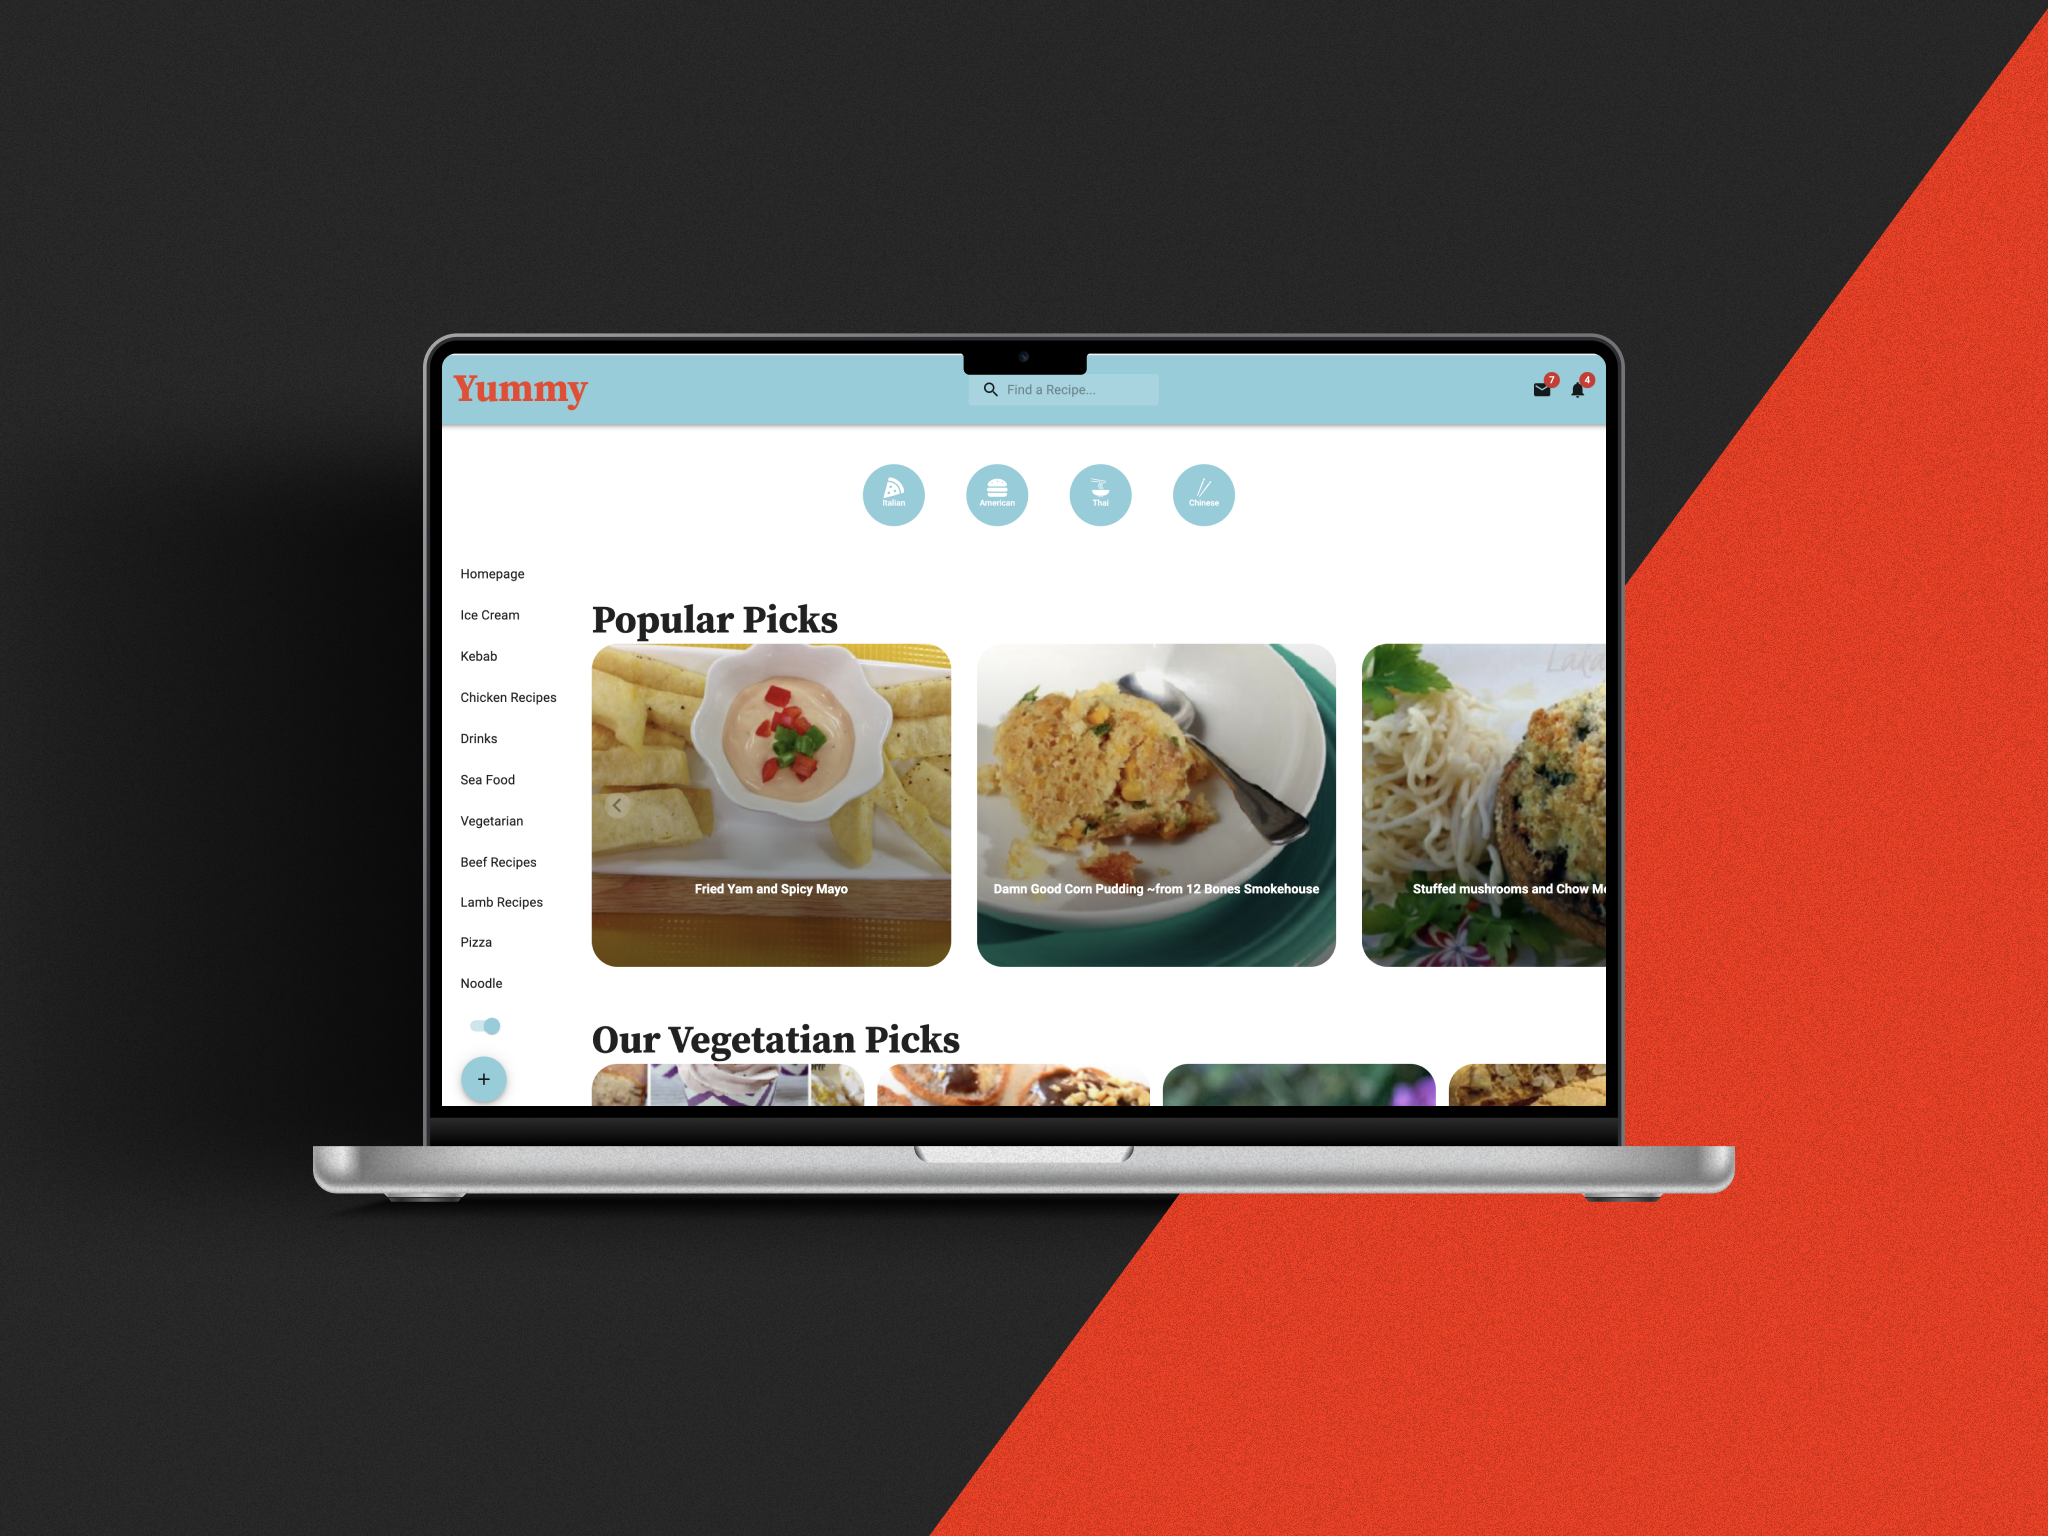 Yummy
Find a Recipe...
7
4
Italian
American
Thai
Chinese
Homepage
Ice Cream
Kebab
Chicken Recipes
Drinks
Sea Food
Vegetarian
Beef Recipes
Lamb Recipes
Pizza
Noodle
Popular Picks
Fried Yam and Spicy Mayo
Damn Good Corn Pudding ~from 12 Bones Smokehouse
Stuffed mushrooms and Chow M
Our Vegetatian Picks